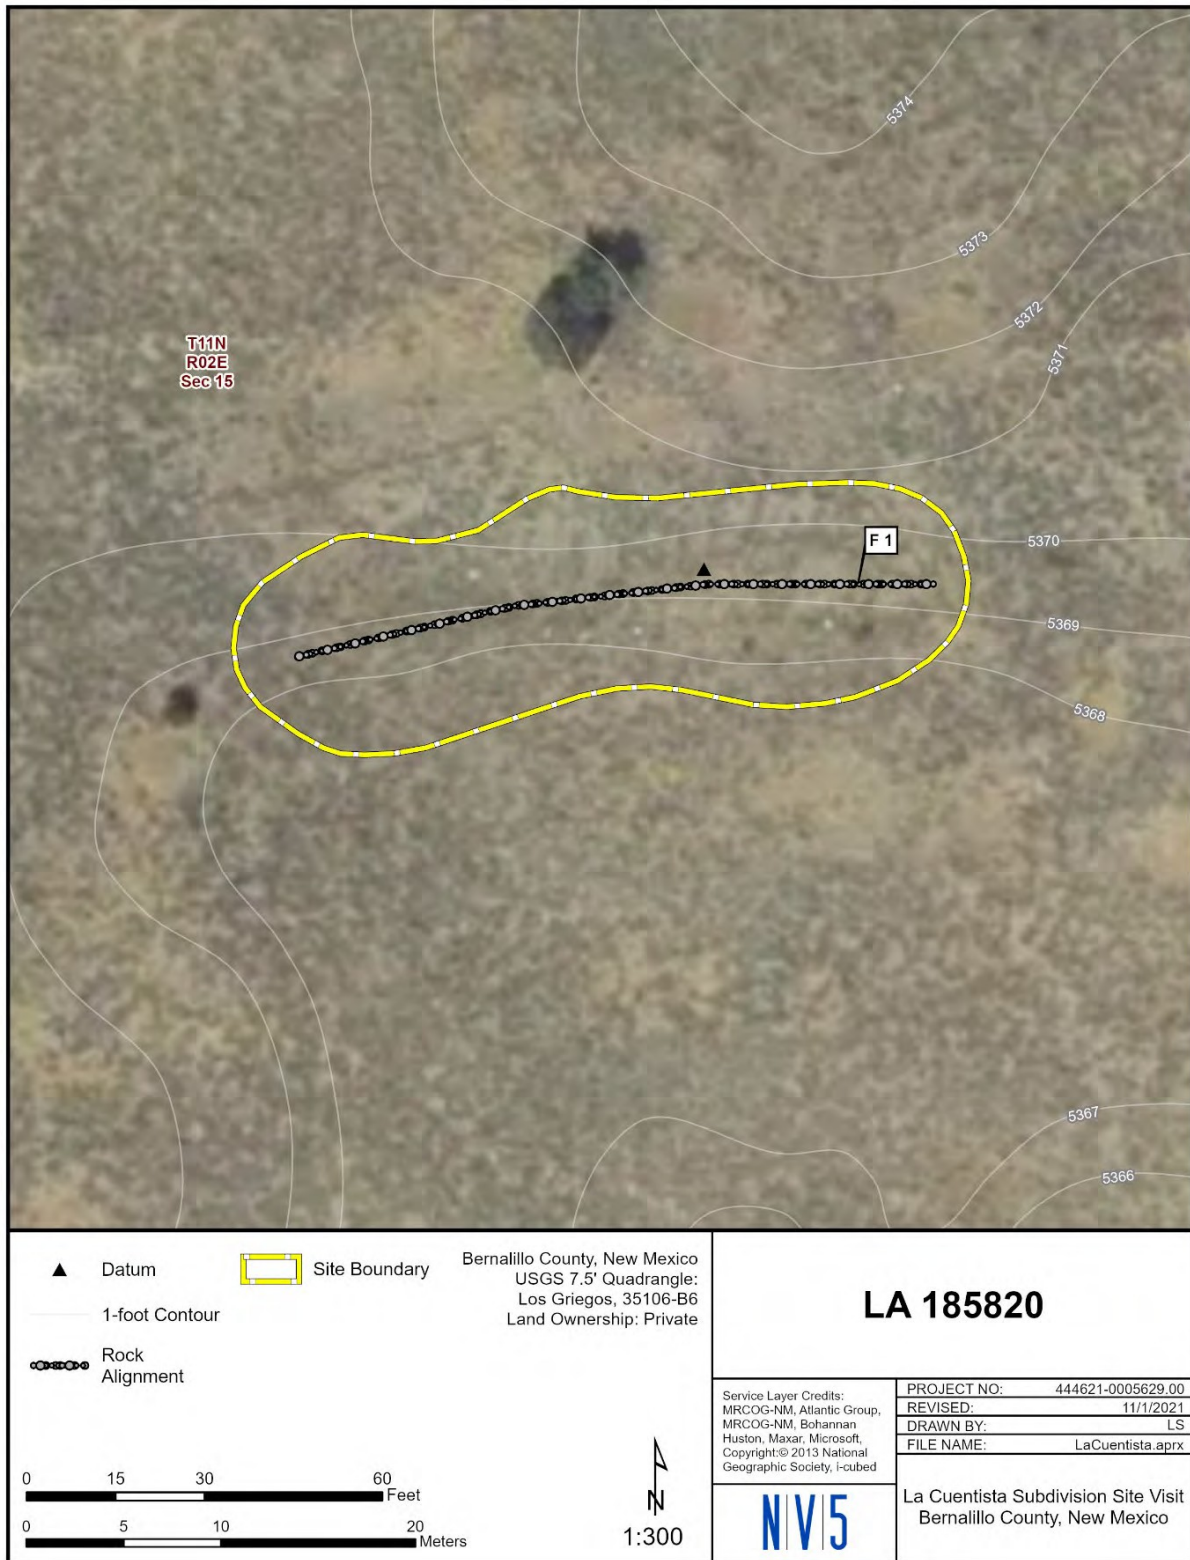 5374
5373
5372
5371
T11N
R02E
Sec 15
F 1
5370
5369
5368
5367
5366
Datum
Site Boundary
1-foot Contour
Rock
Alignment
Bernalillo County, New Mexico
USGS 7.5' Quadrangle:
Los Griegos, 35106-B6
Land Ownership: Private
0 15 30 60
Feet
0 5 10 20
Meters
N
1:300
LA 185820
Service Layer Credits:
MRCOG-NM, Atlantic Group,
MRCOG-NM, Bohannan
Huston, Maxar, Microsoft,
Copyright:© 2013 National
Geographic Society, i-cubed
PROJECT NO: 444621-0005629.00
REVISED: 11/1/2021
DRAWN BY: LS
FILE NAME: LaCuentista.aprx
N|V|5
La Cuentista Subdivision Site Visit
Bernalillo County, New Mexico